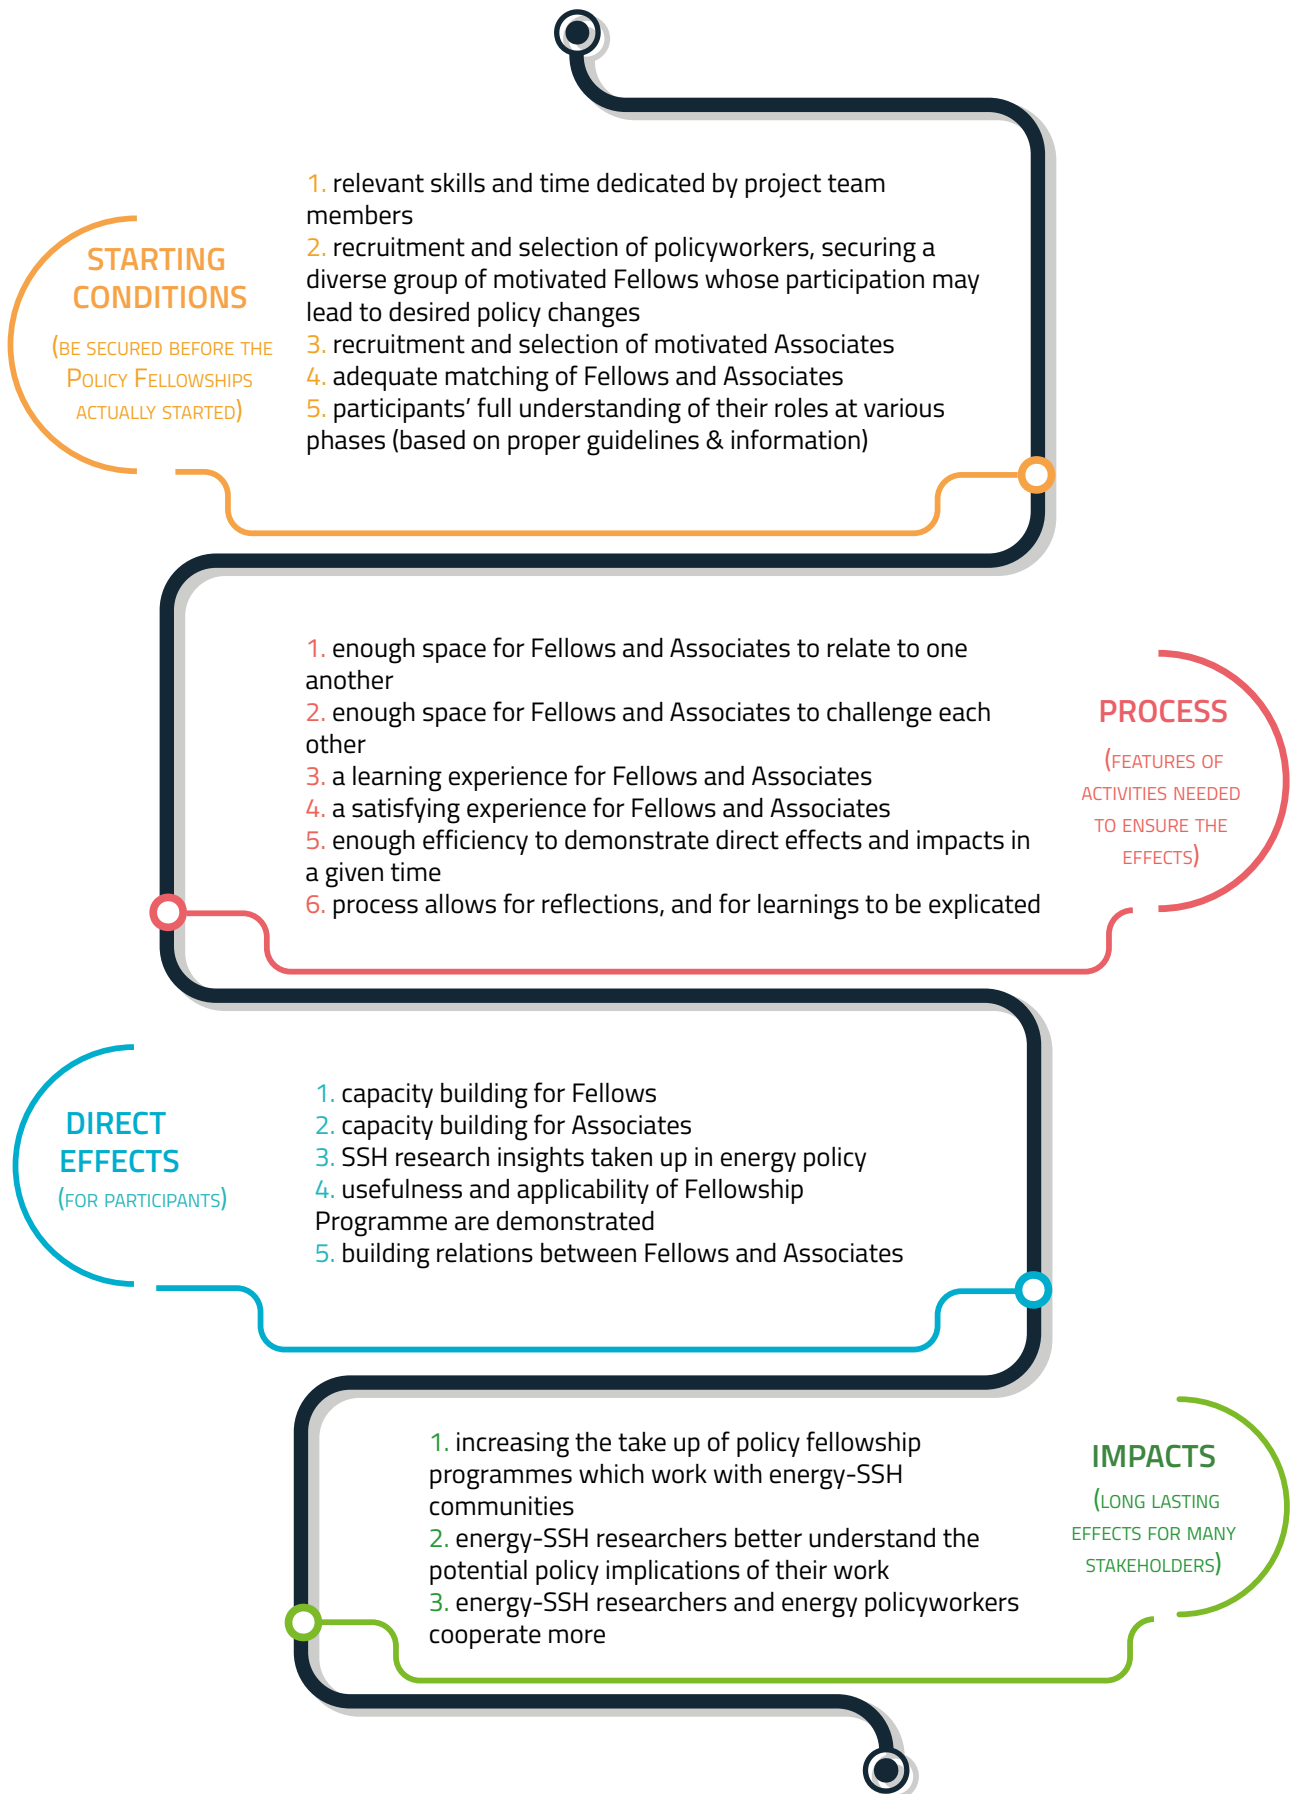 STARTING
CONDITIONS
(BE SECURED BEFORE THE
POLICY FELLOWSHIPS
ACTUALLY STARTED)
1. relevant skills and time dedicated by project team
members
2. recruitment and selection of policyworkers, securing a
diverse group of motivated Fellows whose participation may
lead to desired policy changes
3. recruitment and selection of motivated Associates
4. adequate matching of Fellows and Associates
5. participants’ full understanding of their roles at various
phases (based on proper guidelines & information)
1. enough space for Fellows and Associates to relate to one
another
2. enough space for Fellows and Associates to challenge each
other
3. a learning experience for Fellows and Associates
4. a satisfying experience for Fellows and Associates
5. enough efficiency to demonstrate direct effects and impacts in
a given time
6. process allows for reflections, and for learnings to be explicated
PROCESS
(FEATURES OF
ACTIVITIES NEEDED
TO ENSURE THE
EFFECTS)
DIRECT
EFFECTS
(FOR PARTICIPANTS)
1. capacity building for Fellows
2. capacity building for Associates
3. SSH research insights taken up in energy policy
4. usefulness and applicability of Fellowship
Programme are demonstrated
5. building relations between Fellows and Associates
1. increasing the take up of policy fellowship
programmes which work with energy-SSH
communities
2. energy-SSH researchers better understand the
potential policy implications of their work
3. energy-SSH researchers and energy policyworkers
cooperate more
IMPACTS
(LONG LASTING
EFFECTS FOR MANY
STAKEHOLDERS)